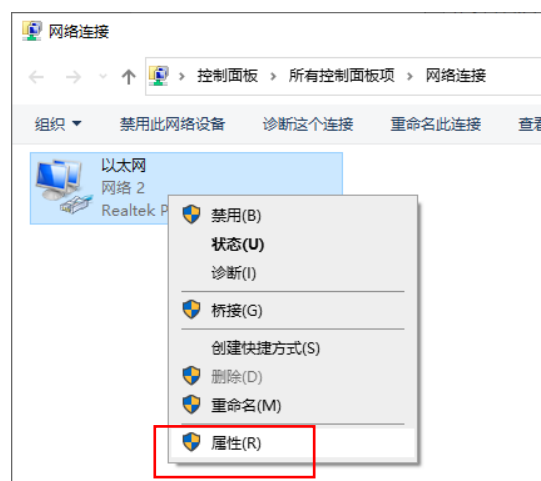 网络连接
控制面板 › 所有控制面板项 › 网络连接
组织 禁用此网络设备 诊断这个连接 重命名此连接
以太网
网络 2
Realtek
禁用(B)
状态(U)
诊断(I)
桥接(G)
创建快捷方式(S)
删除(D)
重命名(M)
属性(R)